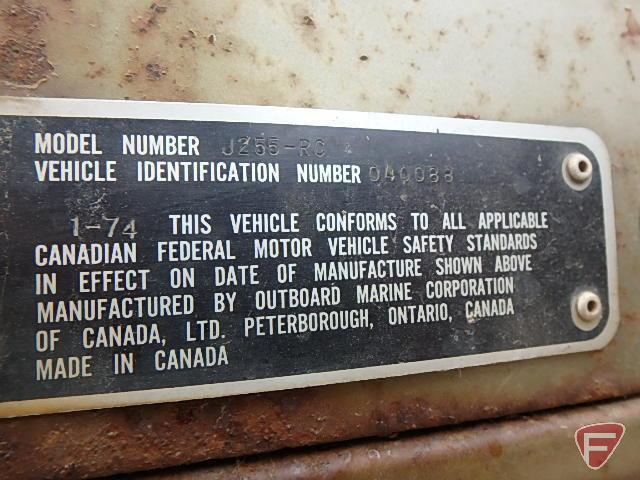 MODEL NUMBER J255-RC
VEHICLE IDENTIFICATION NUMBER 040088
1-74 THIS VEHICLE CONFORMS TO ALL APPLICABLE
CANADIAN FEDERAL MOTOR VEHICLE SAFETY STANDARDS
IN EFFECT ON DATE OF MANUFACTURE SHOWN ABOVE
MANUFACTURED BY OUTBOARD MARINE CORPORATION
OF CANADA, LTD. PETERBOROUGH, ONTARIO, CANADA
MADE IN CANADA
F